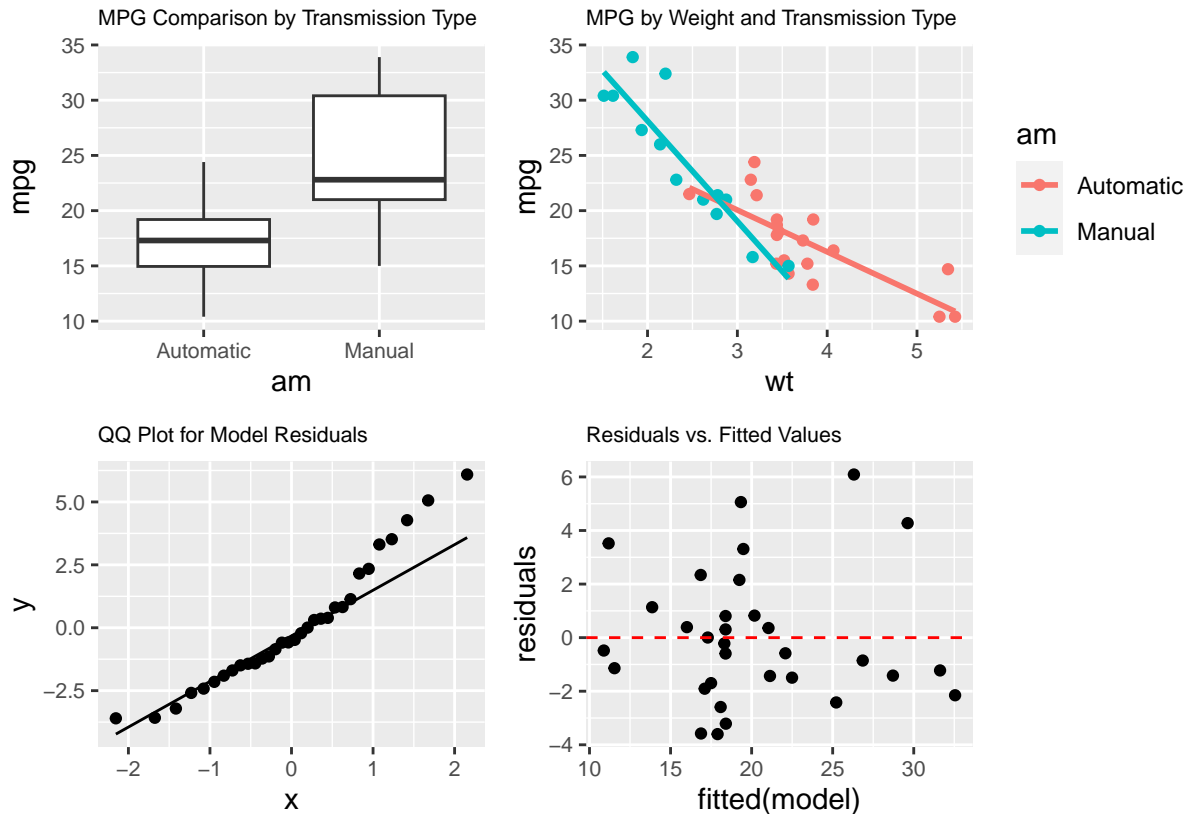 MPG Comparison by Transmission Type
35
30
25
20
15
10
mpg
Automatic Manual
am
MPG by Weight and Transmission Type
35
30
25
20
15
10
mpg
2 3 4 5
wt
am
Automatic
Manual
QQ Plot for Model Residuals
5.0
2.5
0.0
−2.5
y
−2 −1 0 1 2
x
Residuals vs. Fitted Values
6
4
2
0
−2
−4
residuals
10 15 20 25 30
fitted(model)